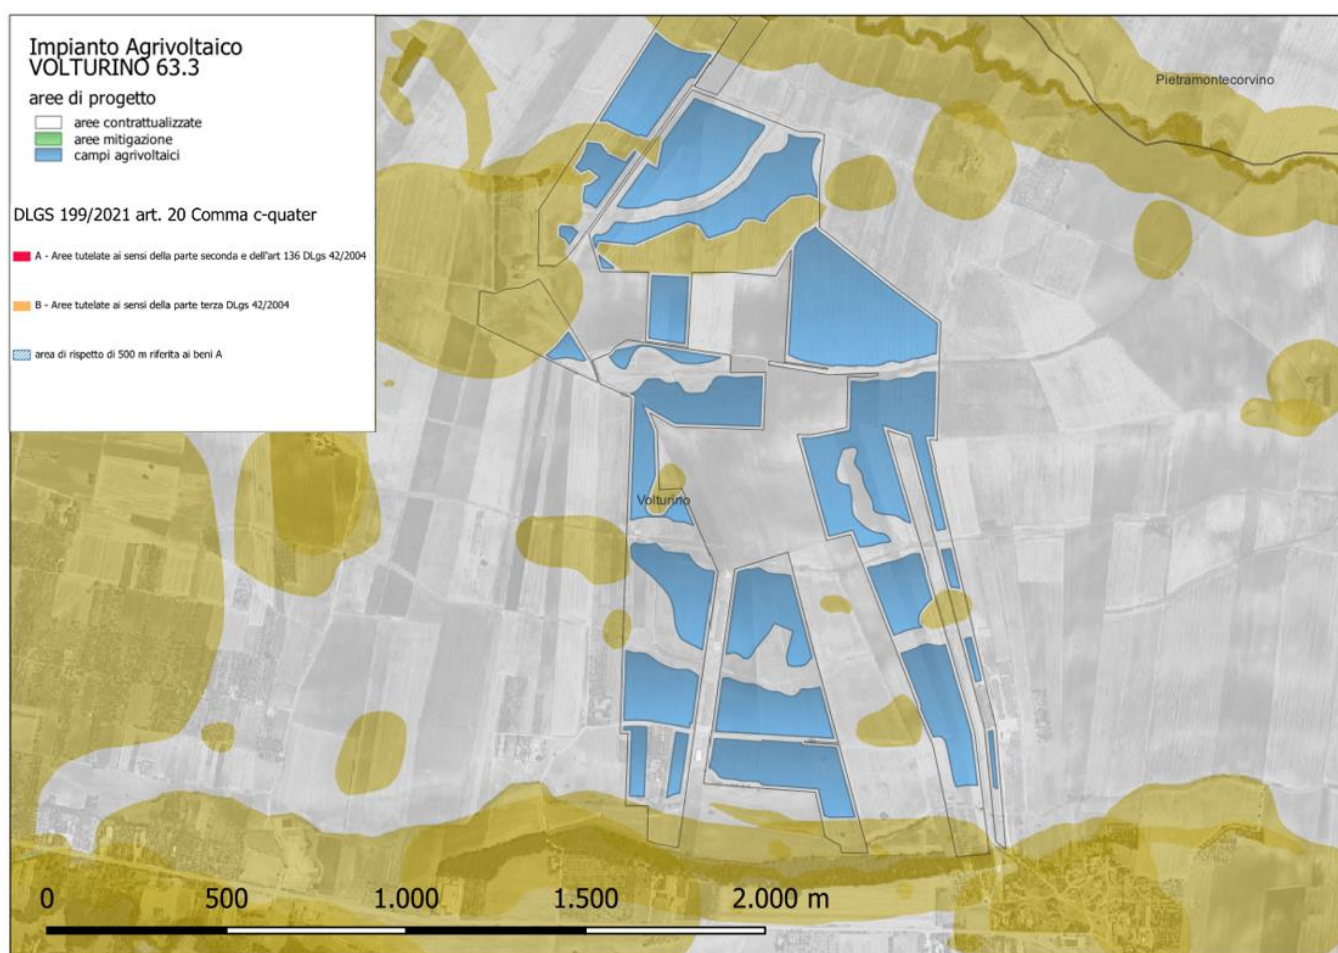 Impianto Agrivoltaico
VOLTURINO 63.3
aree di progetto
aree contrattualizzate
aree mitigazione
campi agrivoltaici
DLGS 199/2021 art. 20 Comma c-quater
A - Aree tutelate ai sensi della parte seconda e dell'art 136 DLgs 42/2004
B - Aree tutelate ai sensi della parte terza DLgs 42/2004
area di rispetto di 500 m riferita ai beni A
Pietramontecorvino
Volturino
0 500 1.000 1.500 2.000 m